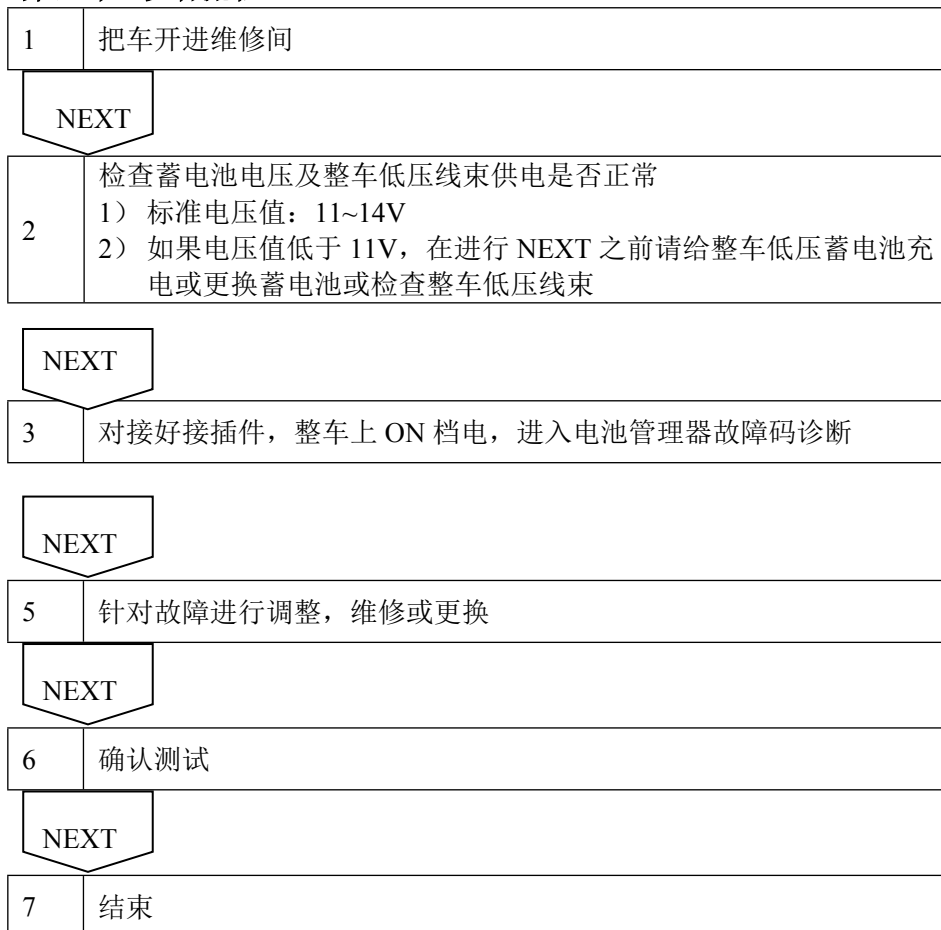 1 把车开进维修间
NEXT
检查蓄电池电压及整车低压线束供电是否正常
1） 标准电压值：11~14V
2 2） 如果电压值低于 11V，在进行 NEXT 之前请给整车低压蓄电池充
电或更换蓄电池或检查整车低压线束
NEXT
3 对接好接插件，整车上 ON 档电，进入电池管理器故障码诊断
NEXT
5 针对故障进行调整，维修或更换
NEXT
6 确认测试
NEXT
7 结束